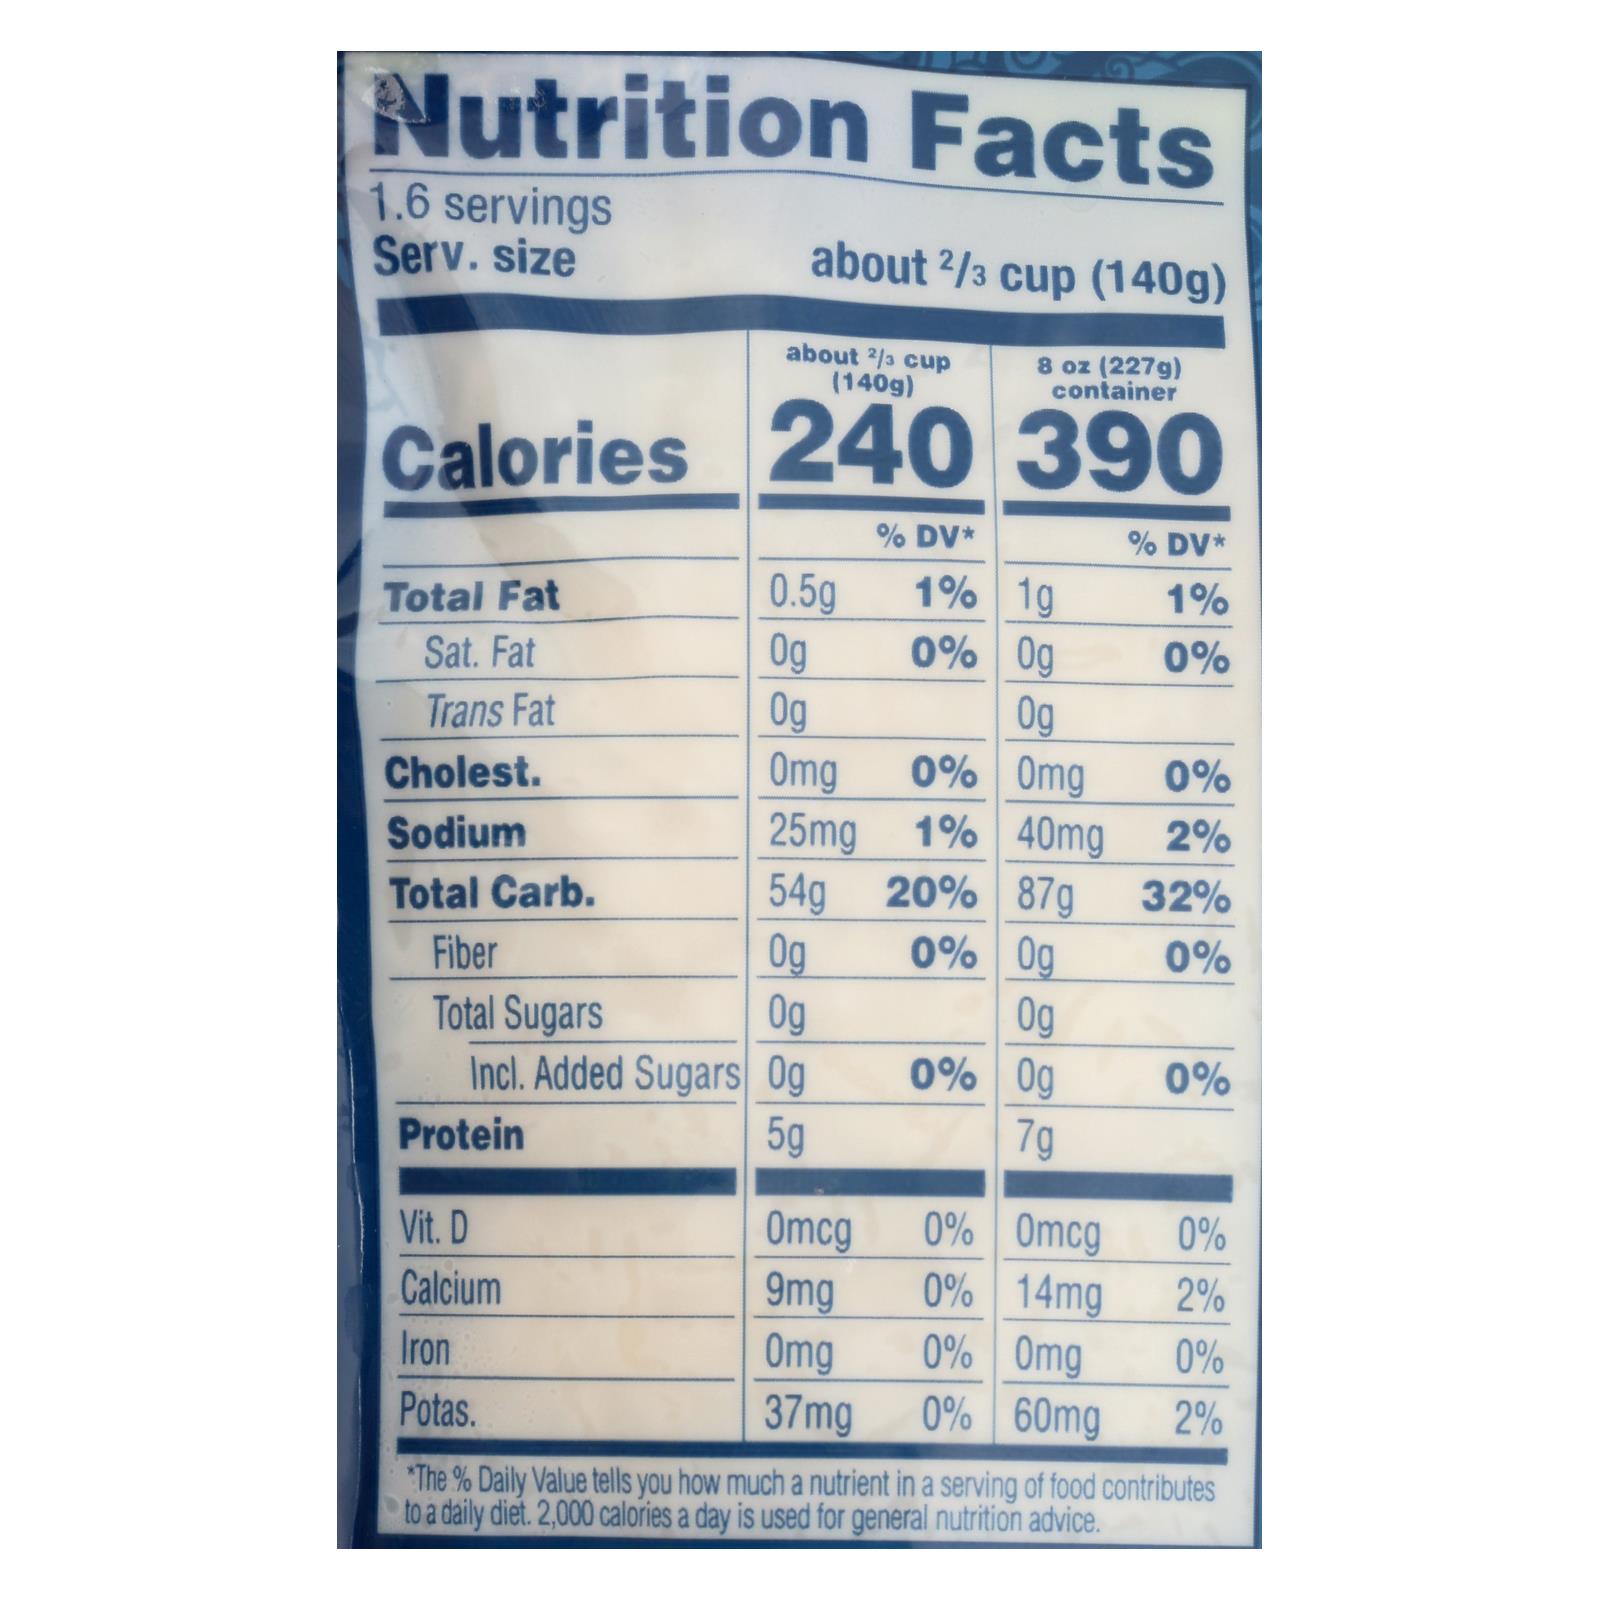 Nutrition Facts
1.6 servings
Serv. size about 2/3 cup (140g)
about 2/3 cup (140g) 8 oz (227g) container
Calories 240 390
% DV* % DV*
Total Fat 0.5g 1% 1g 1%
Sat. Fat 0g 0% 0g 0%
Trans Fat 0g 0g
Cholest. 0mg 0% 0mg 0%
Sodium 25mg 1% 40mg 2%
Total Carb. 54g 20% 87g 32%
Fiber 0g 0% 0g 0%
Total Sugars 0g 0g
Incl. Added Sugars 0g 0% 0g 0%
Protein 5g 7g
Vit. D 0mcg 0% 0mcg 0%
Calcium 9mg 0% 14mg 2%
Iron 0mg 0% 0mg 0%
Potas. 37mg 0% 60mg 2%
*The % Daily Value tells you how much a nutrient in a serving of food contributes
to a daily diet. 2,000 calories a day is used for general nutrition advice.